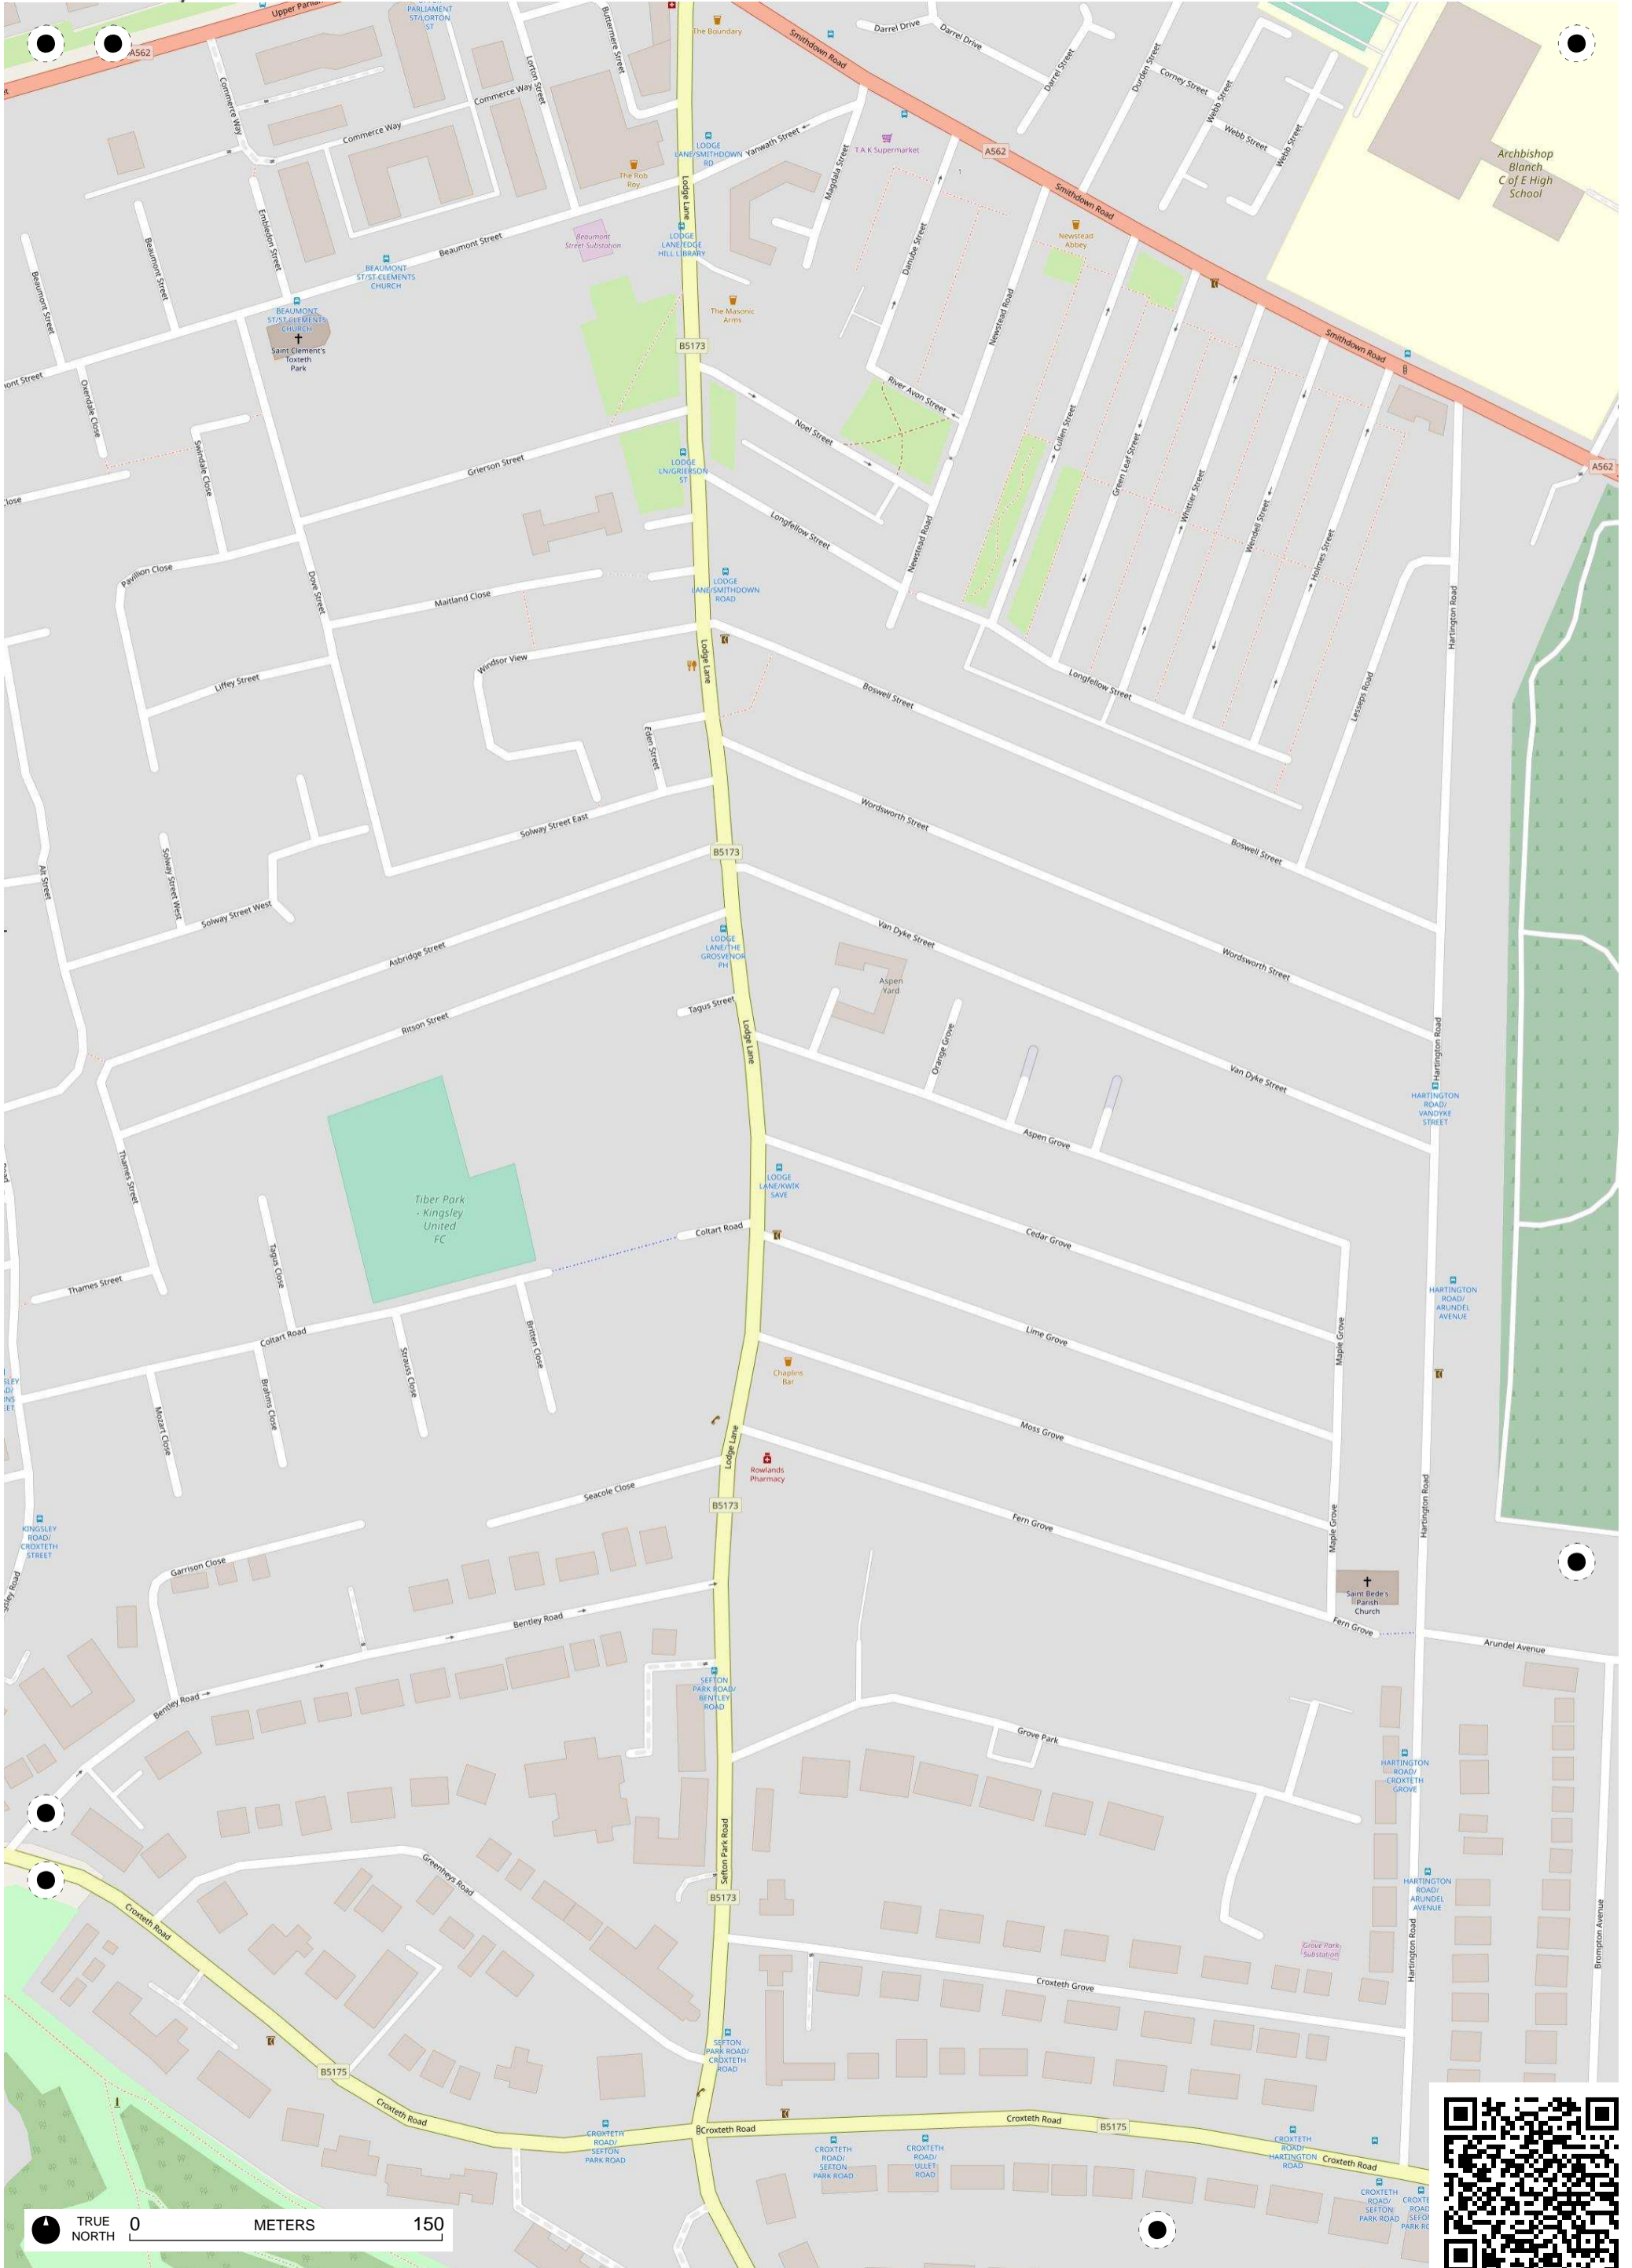 Upper Parlia
PARLIAMENT
ST/LORTON
ST
A562
The Boundary
Smithdown Road
Darrel Drive
Darrel Drive
Darrel Street
Durden Street
Corney Street
Webb Street
Webb Street
Webb Street
Archbishop
Blanch
C of E High
School
Buttermere Street
Lorton Street
Commerce Way
Commerce Way
Commerce Way
LODGE
LANE/SMITHDOWN
RD
Yanwath Street
T.A.K Supermarket
A562
Magdala Street
The Rob
Roy
Lodge Lane
Smithdown Road
Embledon Street
Beaumont Street
Beaumont
Street Substation
LODGE
LANE/EDGE
HILL LIBRARY
Danube Street
Newstead
Abbey
Beaumont Street
Beaumont Street
BEAUMONT
ST/ST CLEMENTS
CHURCH
BEAUMONT
ST/ST CLEMENTS
CHURCH
Saint Clement's
Toxteth
Park
The Masonic
Arms
Newstead Road
B5173
Smithdown Road
ont Street
Oxendale Close
River Avon Street
Noel Street
Cullen Street
Green Leaf Street
Whittier Street
Wendell Street
Holmes Street
Swindale Close
Grierson Street
LODGE
LN/GRIERSON
ST
A562
lose
Longfellow Street
Newstead Road
Pavillion Close
Dove Street
Maitland Close
LODGE
LANE/SMITHDOWN
ROAD
Hartington Road
Windsor View
Lodge Lane
Liffey Street
Boswell Street
Longfellow Street
Lesseps Road
Eden Street
Solway Street East
Wordsworth Street
Boswell Street
B5173
Alt Street
Solway Street West
Solway Street West
Asbridge Street
LODGE
LANE/THE
GROSVENOR
PH
Van Dyke Street
Wordsworth Street
Aspen
Yard
Tagus Street
Ritson Street
Lodge Lane
Orange Grove
Hartington Road
Van Dyke Street
HARTINGTON
ROAD/
VANDYKE
STREET
Aspen Grove
Thames Street
LODGE
LANE/KWIK
SAVE
Tiber Park
- Kingsley
United
FC
Coltart Road
Cedar Grove
Tagus Close
Thames Street
HARTINGTON
ROAD/
ARUNDEL
AVENUE
Coltart Road
Britten Close
Lime Grove
Maple Grove
Strauss Close
Brahms Close
Chaplins
Bar
Mozart Close
Moss Grove
Lodge Lane
Rowlands
Pharmacy
Seacole Close
B5173
Fern Grove
Maple Grove
Hartington Road
KINGSLEY
ROAD/
CROXTETH
STREET
Garrison Close
gsley Road
Saint Bede's
Parish
Church
Bentley Road
Fern Grove
Arundel Avenue
Bentley Road
SEFTON
PARK ROAD/
BENTLEY
ROAD
Grove Park
HARTINGTON
ROAD/
CROXTETH
GROVE
Sefton Park Road
Greenheys Road
B5173
HARTINGTON
ROAD/
ARUNDEL
AVENUE
Croxteth Road
Grove Park
Substation
Hartington Road
Brompton Avenue
Croxteth Grove
SEFTON
PARK ROAD/
CROXTETH
ROAD
B5175
Croxteth Road
Croxteth Road
Croxteth Road
B5175
CROXTETH
ROAD/
SEFTON
PARK ROAD
CROXTETH
ROAD/
SEFTON
PARK ROAD
CROXTETH
ROAD/
ULLET
ROAD
CROXTETH
ROAD/
HARTINGTON
ROAD
Croxteth Road
CROXTETH
ROAD/
SEFTON
PARK ROAD
TRUE
NORTH
0 METERS 150